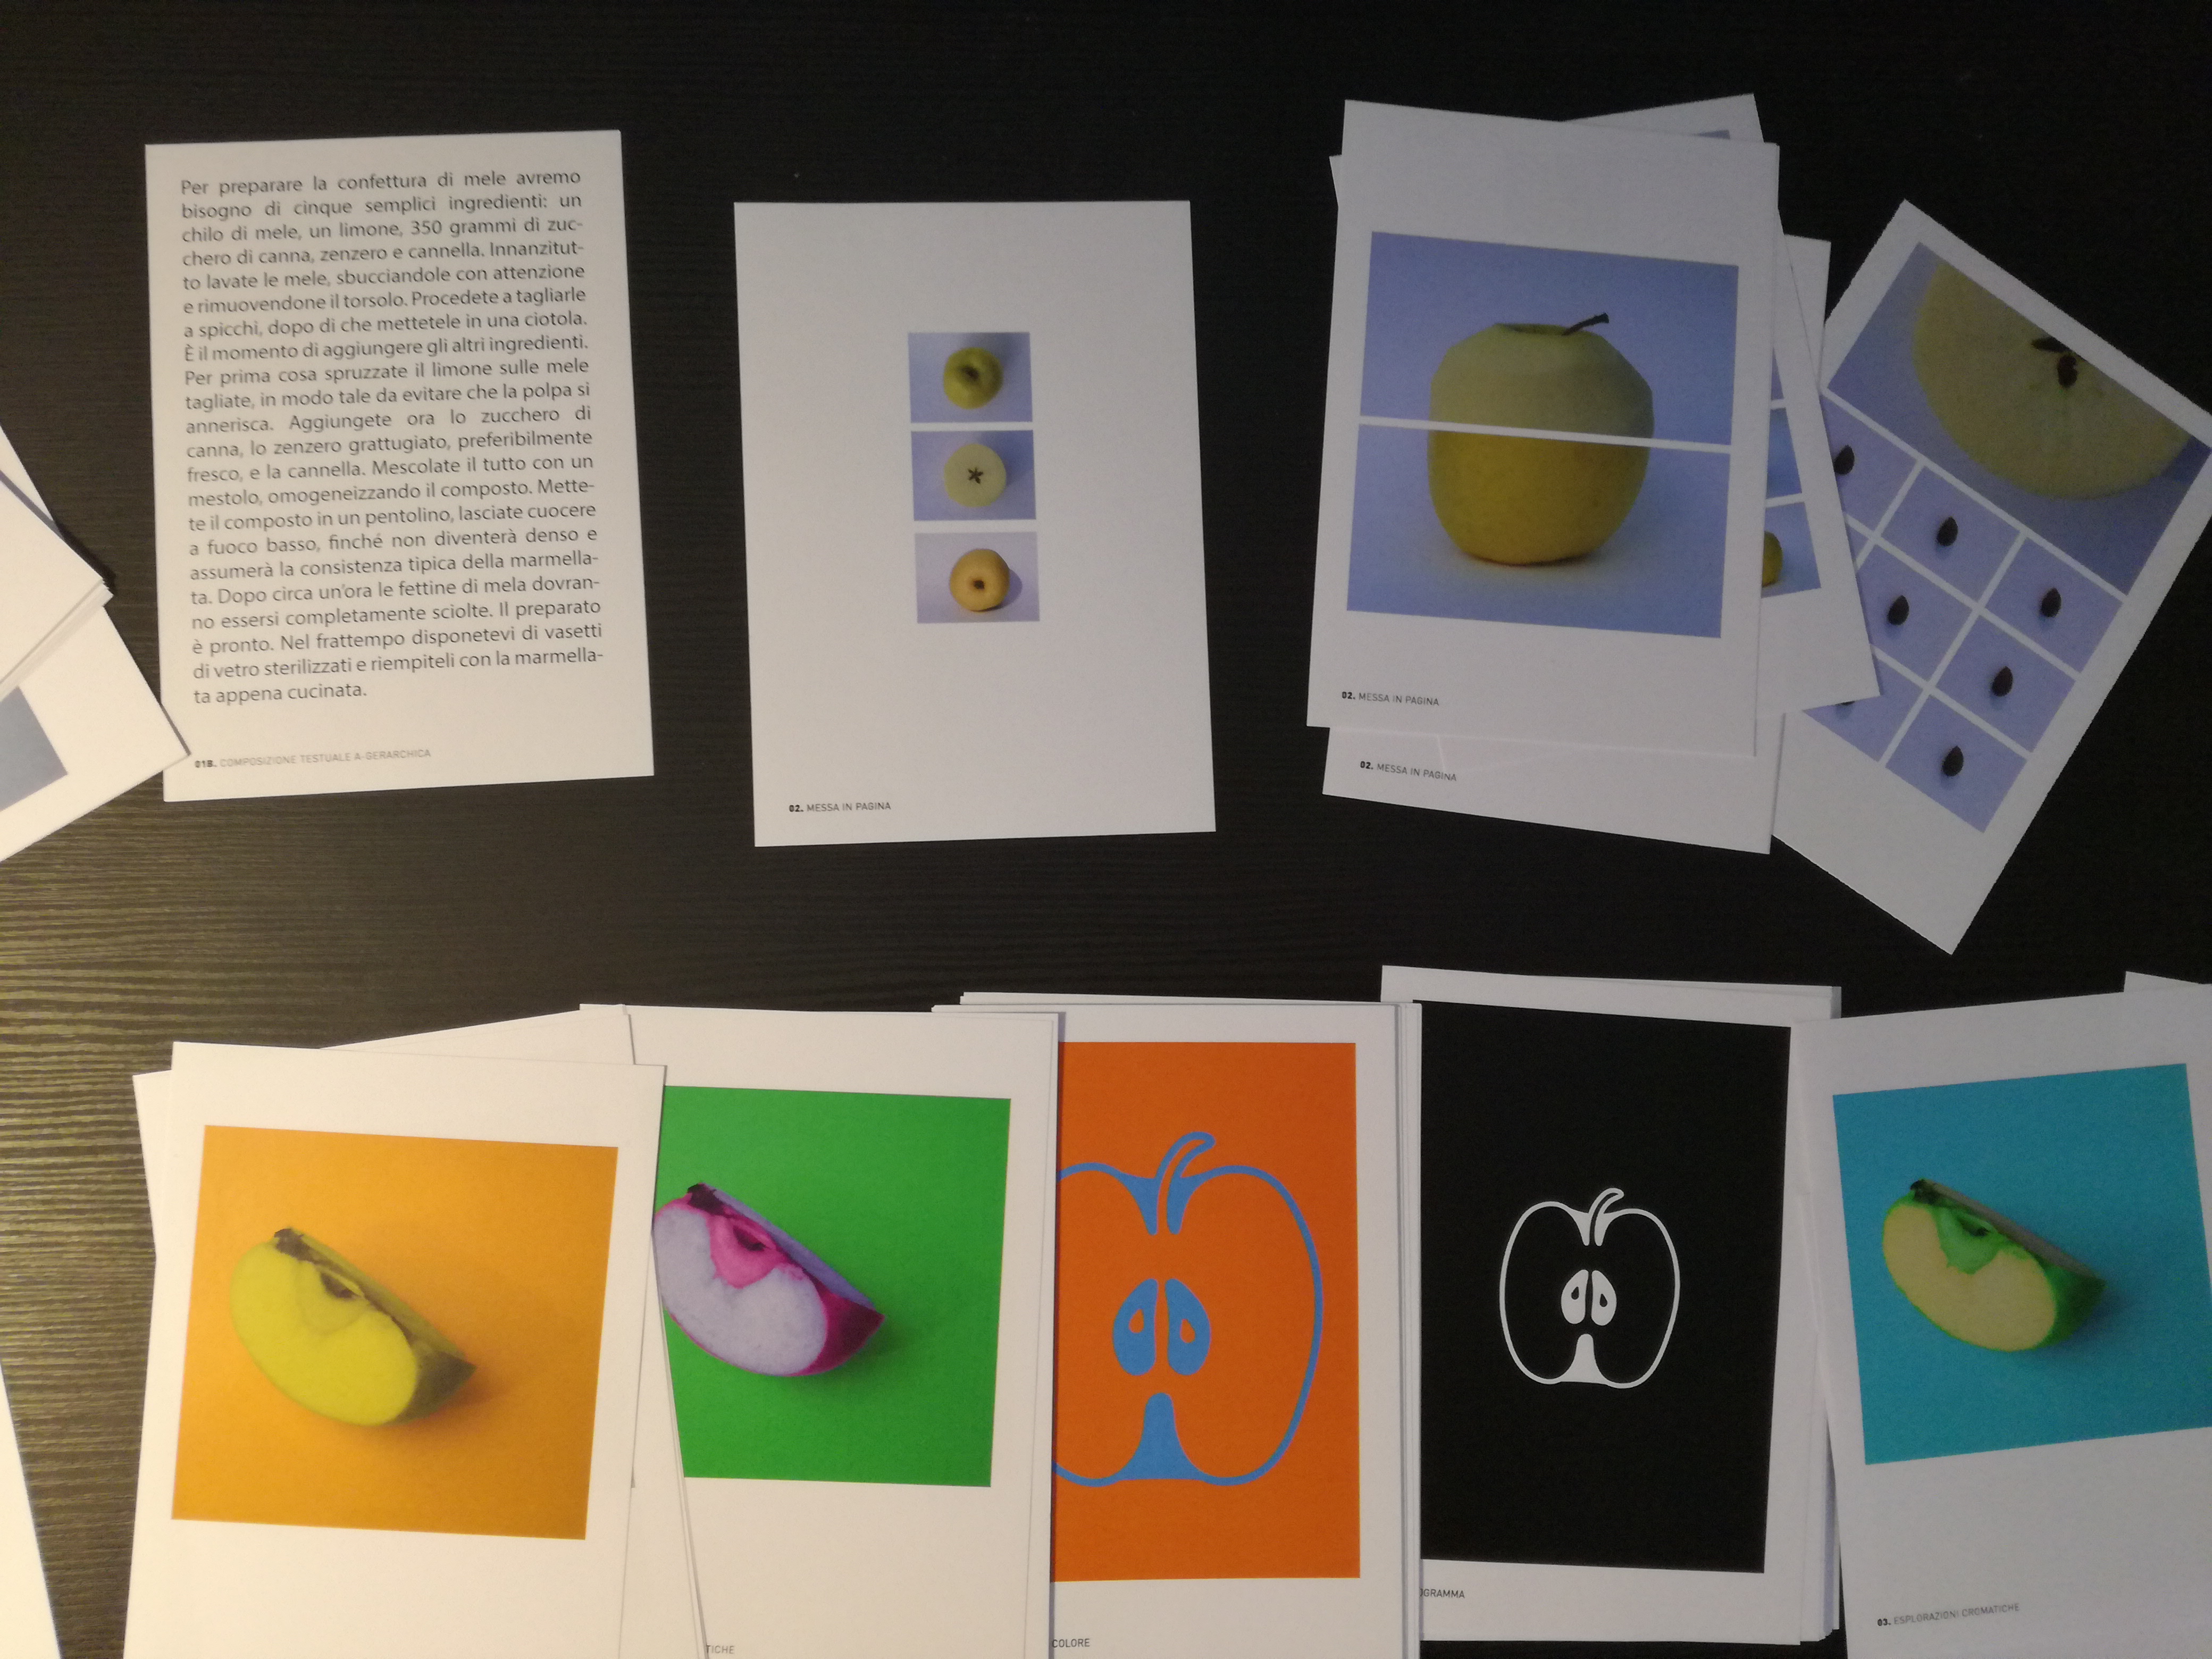 Per preparare la confettura di mele avremo
bisogno di cinque semplici ingredienti: un
chilo di mele, un limone, 350 grammi di zuc-
chero di canna, zenzero e cannella. Innanzitut-
to lavate le mele, sbucciandole con attenzione
e rimuovendone il torsolo. Procedete a tagliarle
a spicchi, dopo di che mettetele in una ciotola.
È il momento di aggiungere gli altri ingredienti.
Per prima cosa spruzzate il limone sulle mele
tagliate, in modo tale da evitare che la polpa si
annerisca. Aggiungete ora lo zucchero di
canna, lo zenzero grattugiato, preferibilmente
fresco, e la cannella. Mescolate il tutto con un
mestolo, omogeneizzando il composto. Mette-
te il composto in un pentolino, lasciate cuocere
a fuoco basso, finché non diventerà denso e
assumerà la consistenza tipica della marmella-
ta. Dopo circa un'ora le fettine di mela dovran-
no essersi completamente sciolte. Il preparato
è pronto. Nel frattempo disponetevi di vasetti
di vetro sterilizzati e riempiteli con la marmella-
ta appena cucinata.
01B. COMPOSIZIONE TESTUALE A-GERARCHICA
02. MESSA IN PAGINA
02. MESSA IN PAGINA
02. MESSA IN PAGINA
TICHE
COLORE
OGRAMMA
03. ESPLORAZIONI CROMATICHE